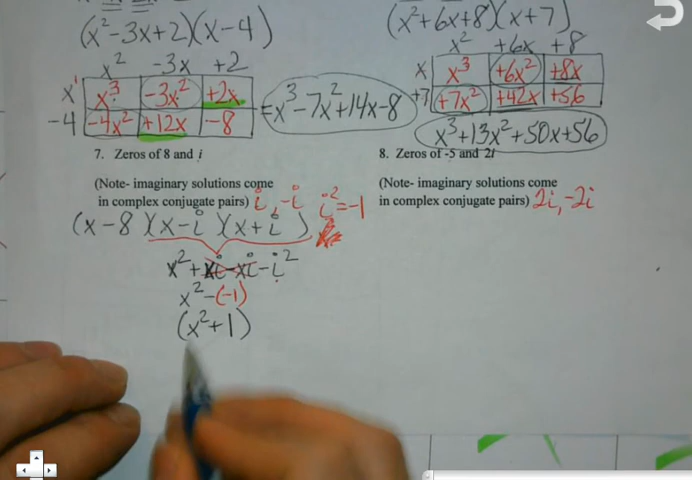 (x²-3x+2)(x-4)
x² -3x +2
x x³ -3x² +2x
-4 -4x² +12x -8
=x³-7x²+14x-8
(x²+6x+8)(x+7)
x² +6x +8
x x³ +6x² +8x
+7 +7x² +42x +56
x³+13x²+50x+56
7. Zeros of 8 and i
(Note- imaginary solutions come
in complex conjugate pairs) i, -i i²=-1
(x-8)(x-i)(x+i)
x²+xi-xi-i²
x²-(-1)
(x²+1)
8. Zeros of -5 and 2i
(Note- imaginary solutions come
in complex conjugate pairs) 2i, -2i